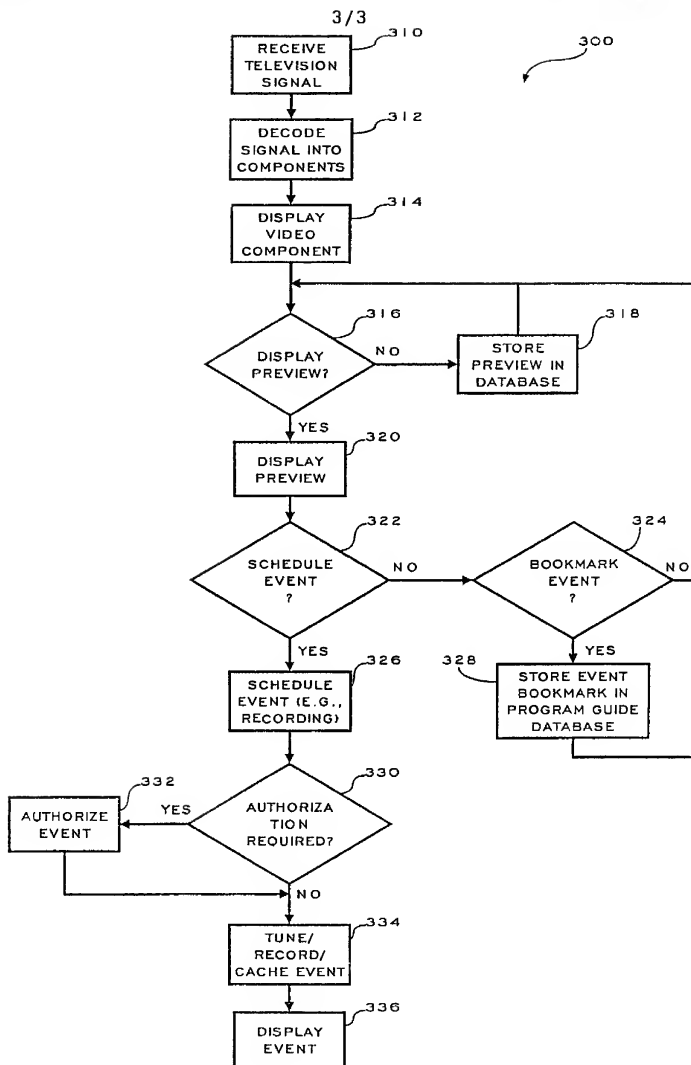 3/3
310
300
RECEIVE
TELEVISION
SIGNAL
312
DECODE
SIGNAL INTO
COMPONENTS
314
DISPLAY
VIDEO
COMPONENT
316
DISPLAY
PREVIEW?
NO
318
STORE
PREVIEW IN
DATABASE
YES
320
DISPLAY
PREVIEW
322
SCHEDULE
EVENT
?
NO
324
BOOKMARK
EVENT
?
NO
YES
326
SCHEDULE
EVENT (E.G.,
RECORDING)
YES
328
STORE EVENT
BOOKMARK IN
PROGRAM GUIDE
DATABASE
330
AUTHORIZA
TION
REQUIRED?
YES
332
AUTHORIZE
EVENT
NO
334
TUNE/
RECORD/
CACHE EVENT
336
DISPLAY
EVENT